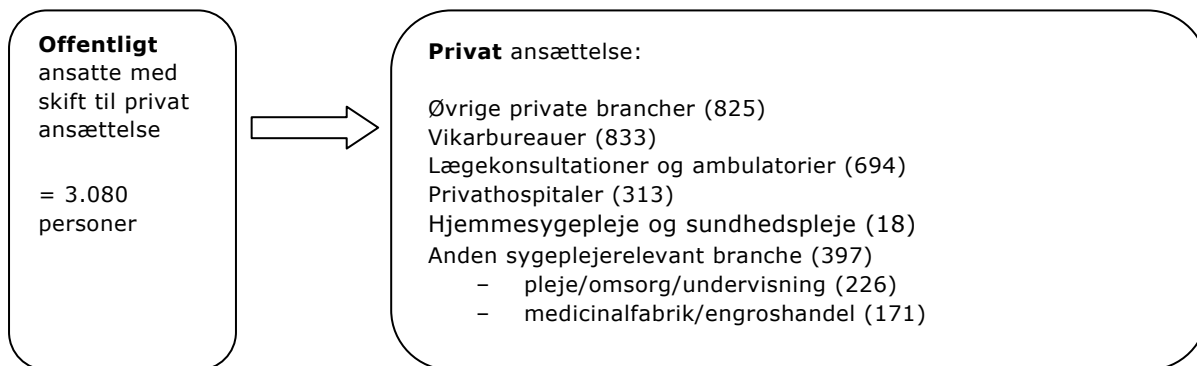 Offentligt
ansatte med
skift til privat
ansættelse
= 3.080
personer
Privat ansættelse:
Øvrige private brancher (825)
Vikarbureauer (833)
Lægekonsultationer og ambulatorier (694)
Privathospitaler (313)
Hjemmesygepleje og sundhedspleje (18)
Anden sygeplejerelevant branche (397)
– pleje/omsorg/undervisning (226)
– medicinalfabrik/engroshandel (171)